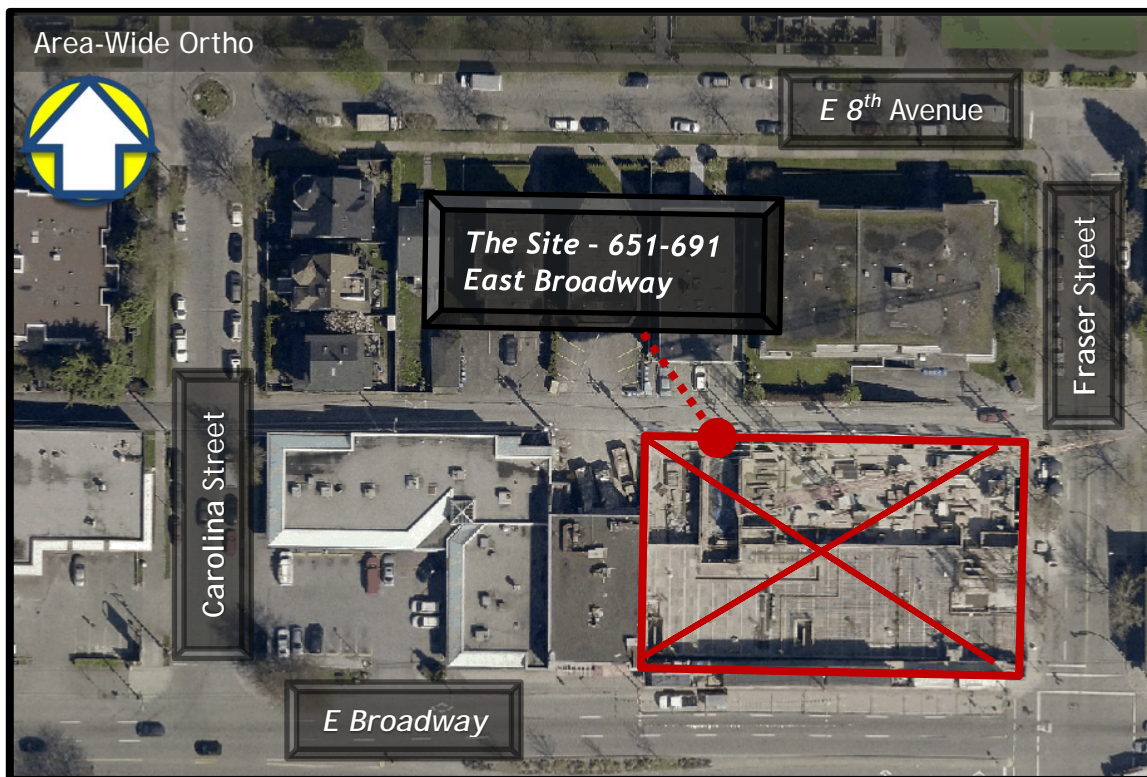 Area-Wide Ortho
E 8th Avenue
The Site - 651-691
East Broadway
Fraser Street
Carolina Street
E Broadway